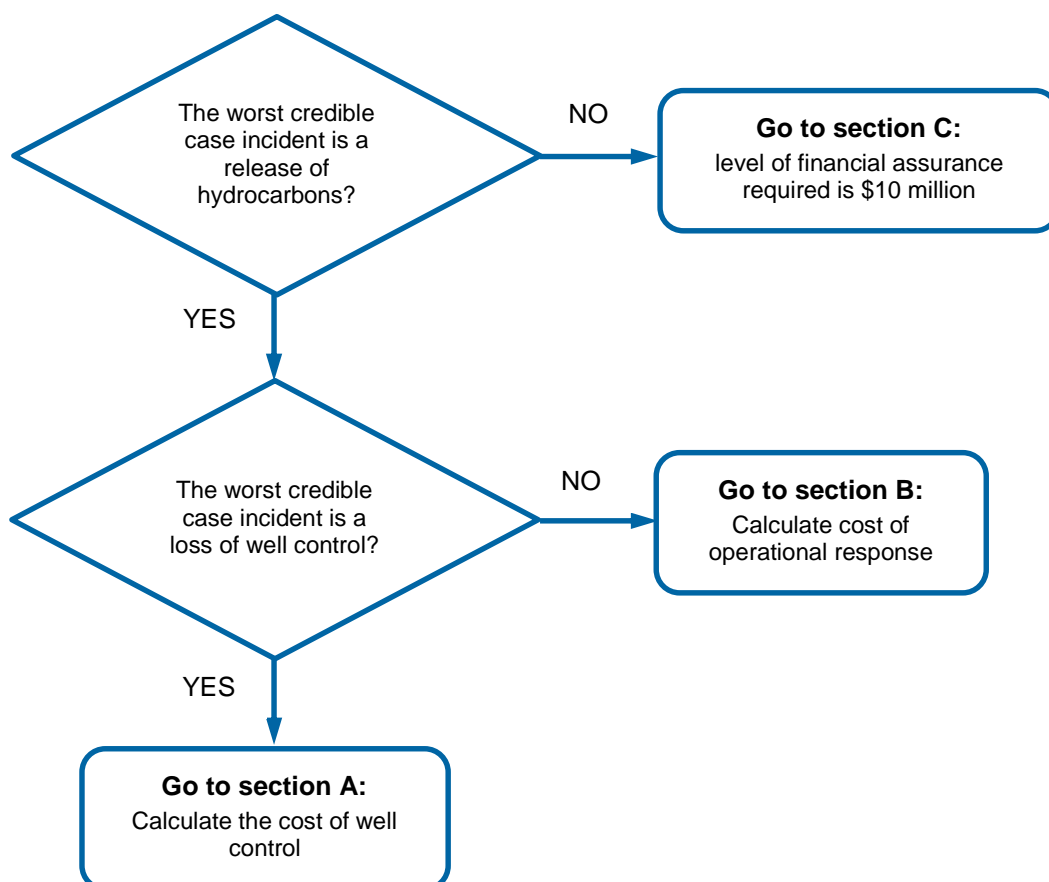 The worst credible
case incident is a
release of
hydrocarbons?
NO
Go to section C:
level of financial assurance
required is $10 million
YES
The worst credible
case incident is a
loss of well control?
NO
Go to section B:
Calculate cost of
operational response
YES
Go to section A:
Calculate the cost of well
control